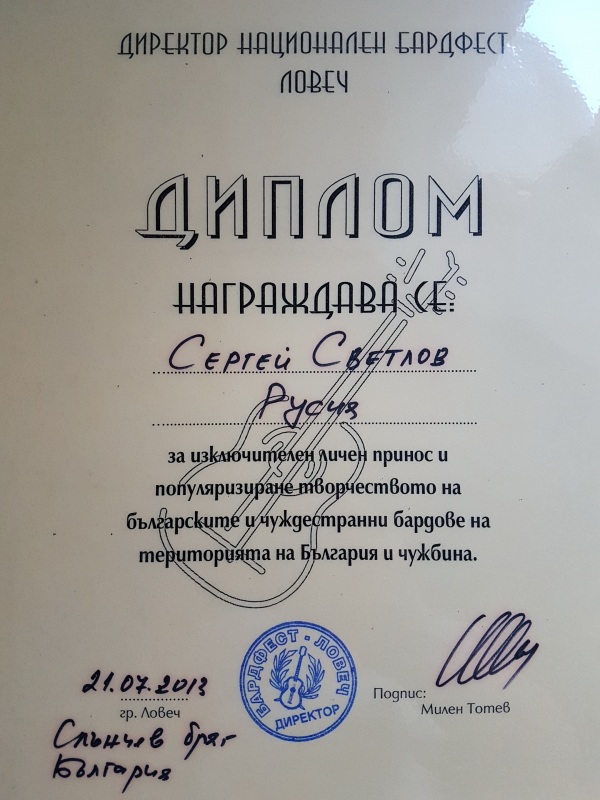 ДИРЕКТОР НАЦИОНАЛЕН БАРДФЕСТ
ЛОВЕЧ
ДИПЛОМ
НАГРАЖДАВА СЕ:
Сергей Светлов
Русия
за изключителен личен принос и
популяризиране творчеството на
българските и чуждестранни бардове на
територията на България и чужбина.
БАРДФЕСТ - ЛОВЕЧ
ДИРЕКТОР
21.07.2013
гр. Ловеч
Слънчев бряг
България
Подпис:
Милен Тотев